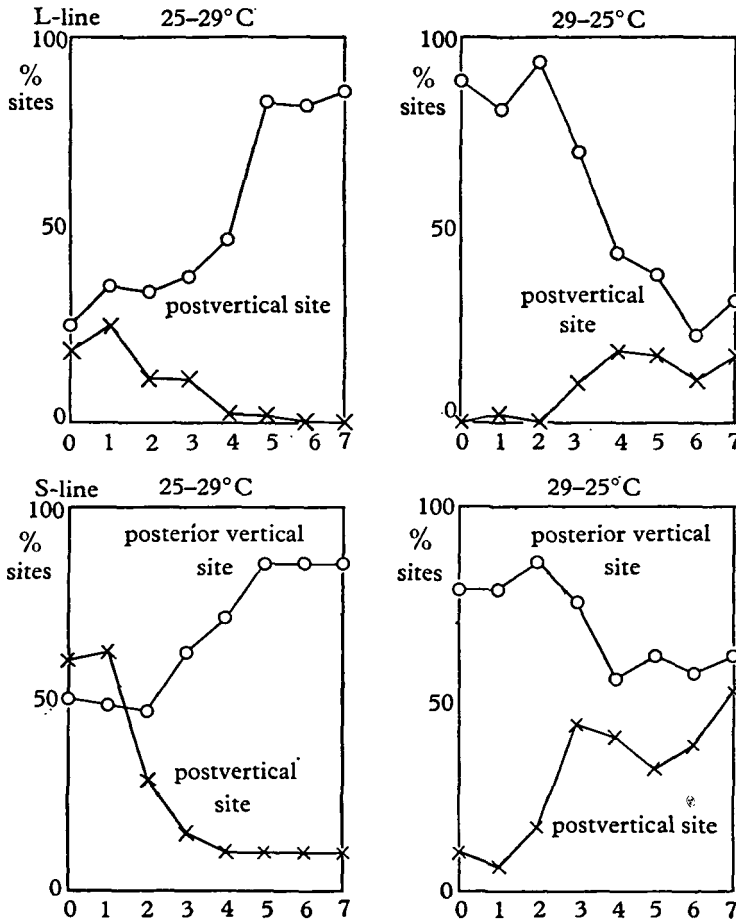 L-line 25–29°C
100
%
sites
50
postvertical site
0
0 1 2 3 4 5 6 7
29–25°C
100
%
sites
50
postvertical
site
0
0 1 2 3 4 5 6 7
S-line 25–29°C
100
%
sites
posterior vertical
site
50
postvertical
site
0
0 1 2 3 4 5 6 7
29–25°C
100
%
sites
posterior vertical
site
50
postvertical site
0
0 1 2 3 4 5 6 7